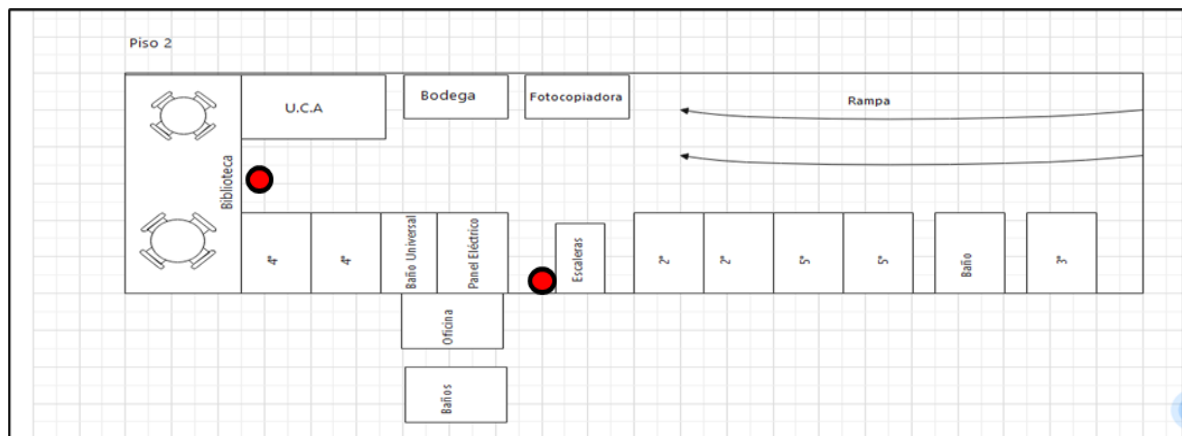 Piso 2
U.C.A
Bodega
Fotocopiadora
Rampa
Biblioteca
4°
4°
Baño Universal
Panel Eléctrico
Escaleras
2°
2°
5°
5°
Baño
3°
Oficina
Baños